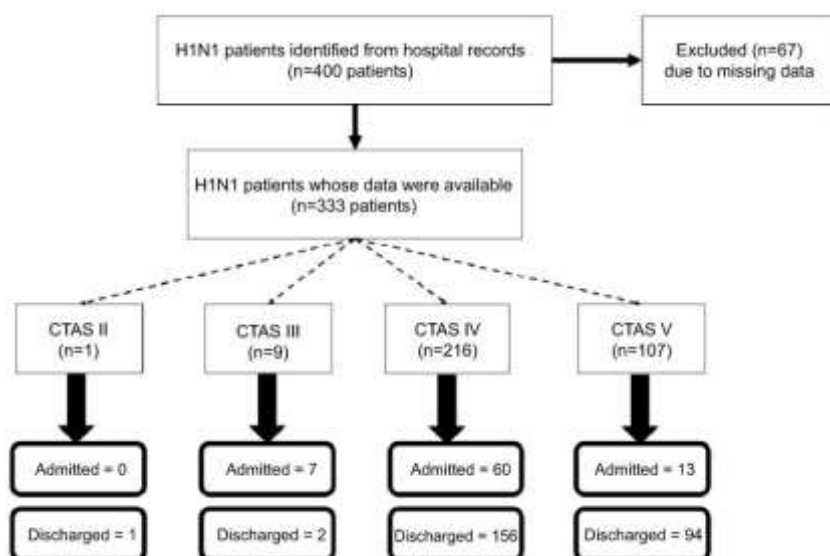 H1N1 patients identified from hospital records
(n=400 patients)
Excluded (n=67)
due to missing data
H1N1 patients whose data were available
(n=333 patients)
CTAS II
(n=1)
CTAS III
(n=9)
CTAS IV
(n=216)
CTAS V
(n=107)
Admitted = 0
Admitted = 7
Admitted = 60
Admitted = 13
Discharged = 1
Discharged = 2
Discharged = 156
Discharged = 94